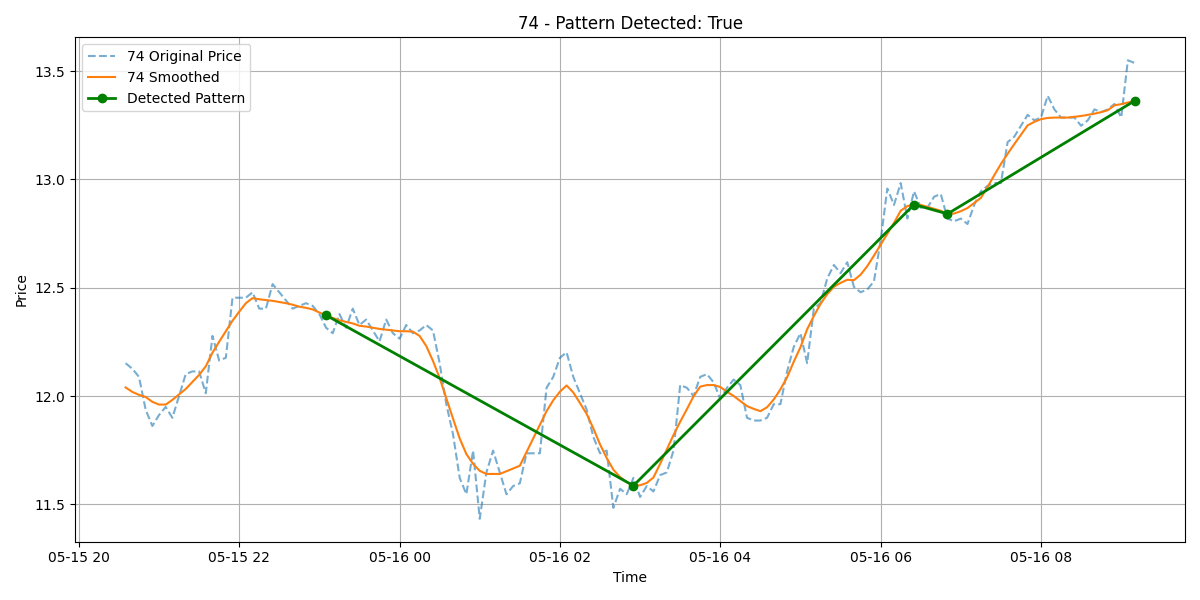 74 - Pattern Detected: True
74 Original Price
74 Smoothed
Detected Pattern
Price
13.5
13.0
12.5
12.0
11.5
05-15 20 05-15 22 05-16 00 05-16 02 05-16 04 05-16 06 05-16 08
Time